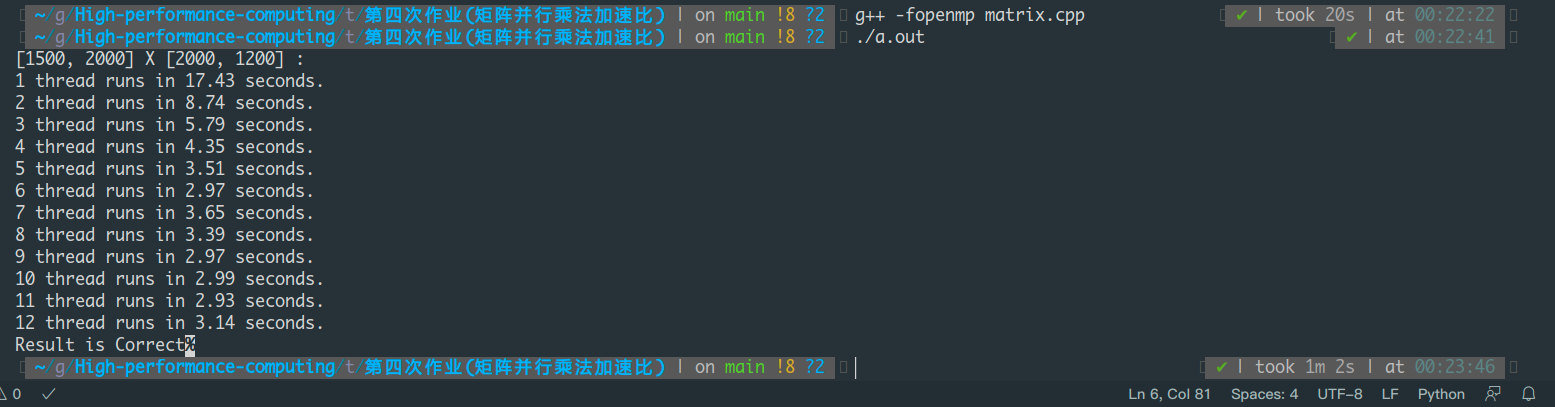 ~/g/High-performance-computing/t/第四次作业(矩阵并行乘法加速比) | on main !8 ?2 g++ -fopenmp matrix.cpp ✔ | took 20s | at 00:22:22
~/g/High-performance-computing/t/第四次作业(矩阵并行乘法加速比) | on main !8 ?2 ./a.out ✔ | at 00:22:41
[1500, 2000] X [2000, 1200] :
1 thread runs in 17.43 seconds.
2 thread runs in 8.74 seconds.
3 thread runs in 5.79 seconds.
4 thread runs in 4.35 seconds.
5 thread runs in 3.51 seconds.
6 thread runs in 2.97 seconds.
7 thread runs in 3.65 seconds.
8 thread runs in 3.39 seconds.
9 thread runs in 2.97 seconds.
10 thread runs in 2.99 seconds.
11 thread runs in 2.93 seconds.
12 thread runs in 3.14 seconds.
Result is Correct%
~/g/High-performance-computing/t/第四次作业(矩阵并行乘法加速比) | on main !8 ?2 ✔ | took 1m 2s | at 00:23:46
0 Ln 6, Col 81 Spaces: 4 UTF-8 LF Python